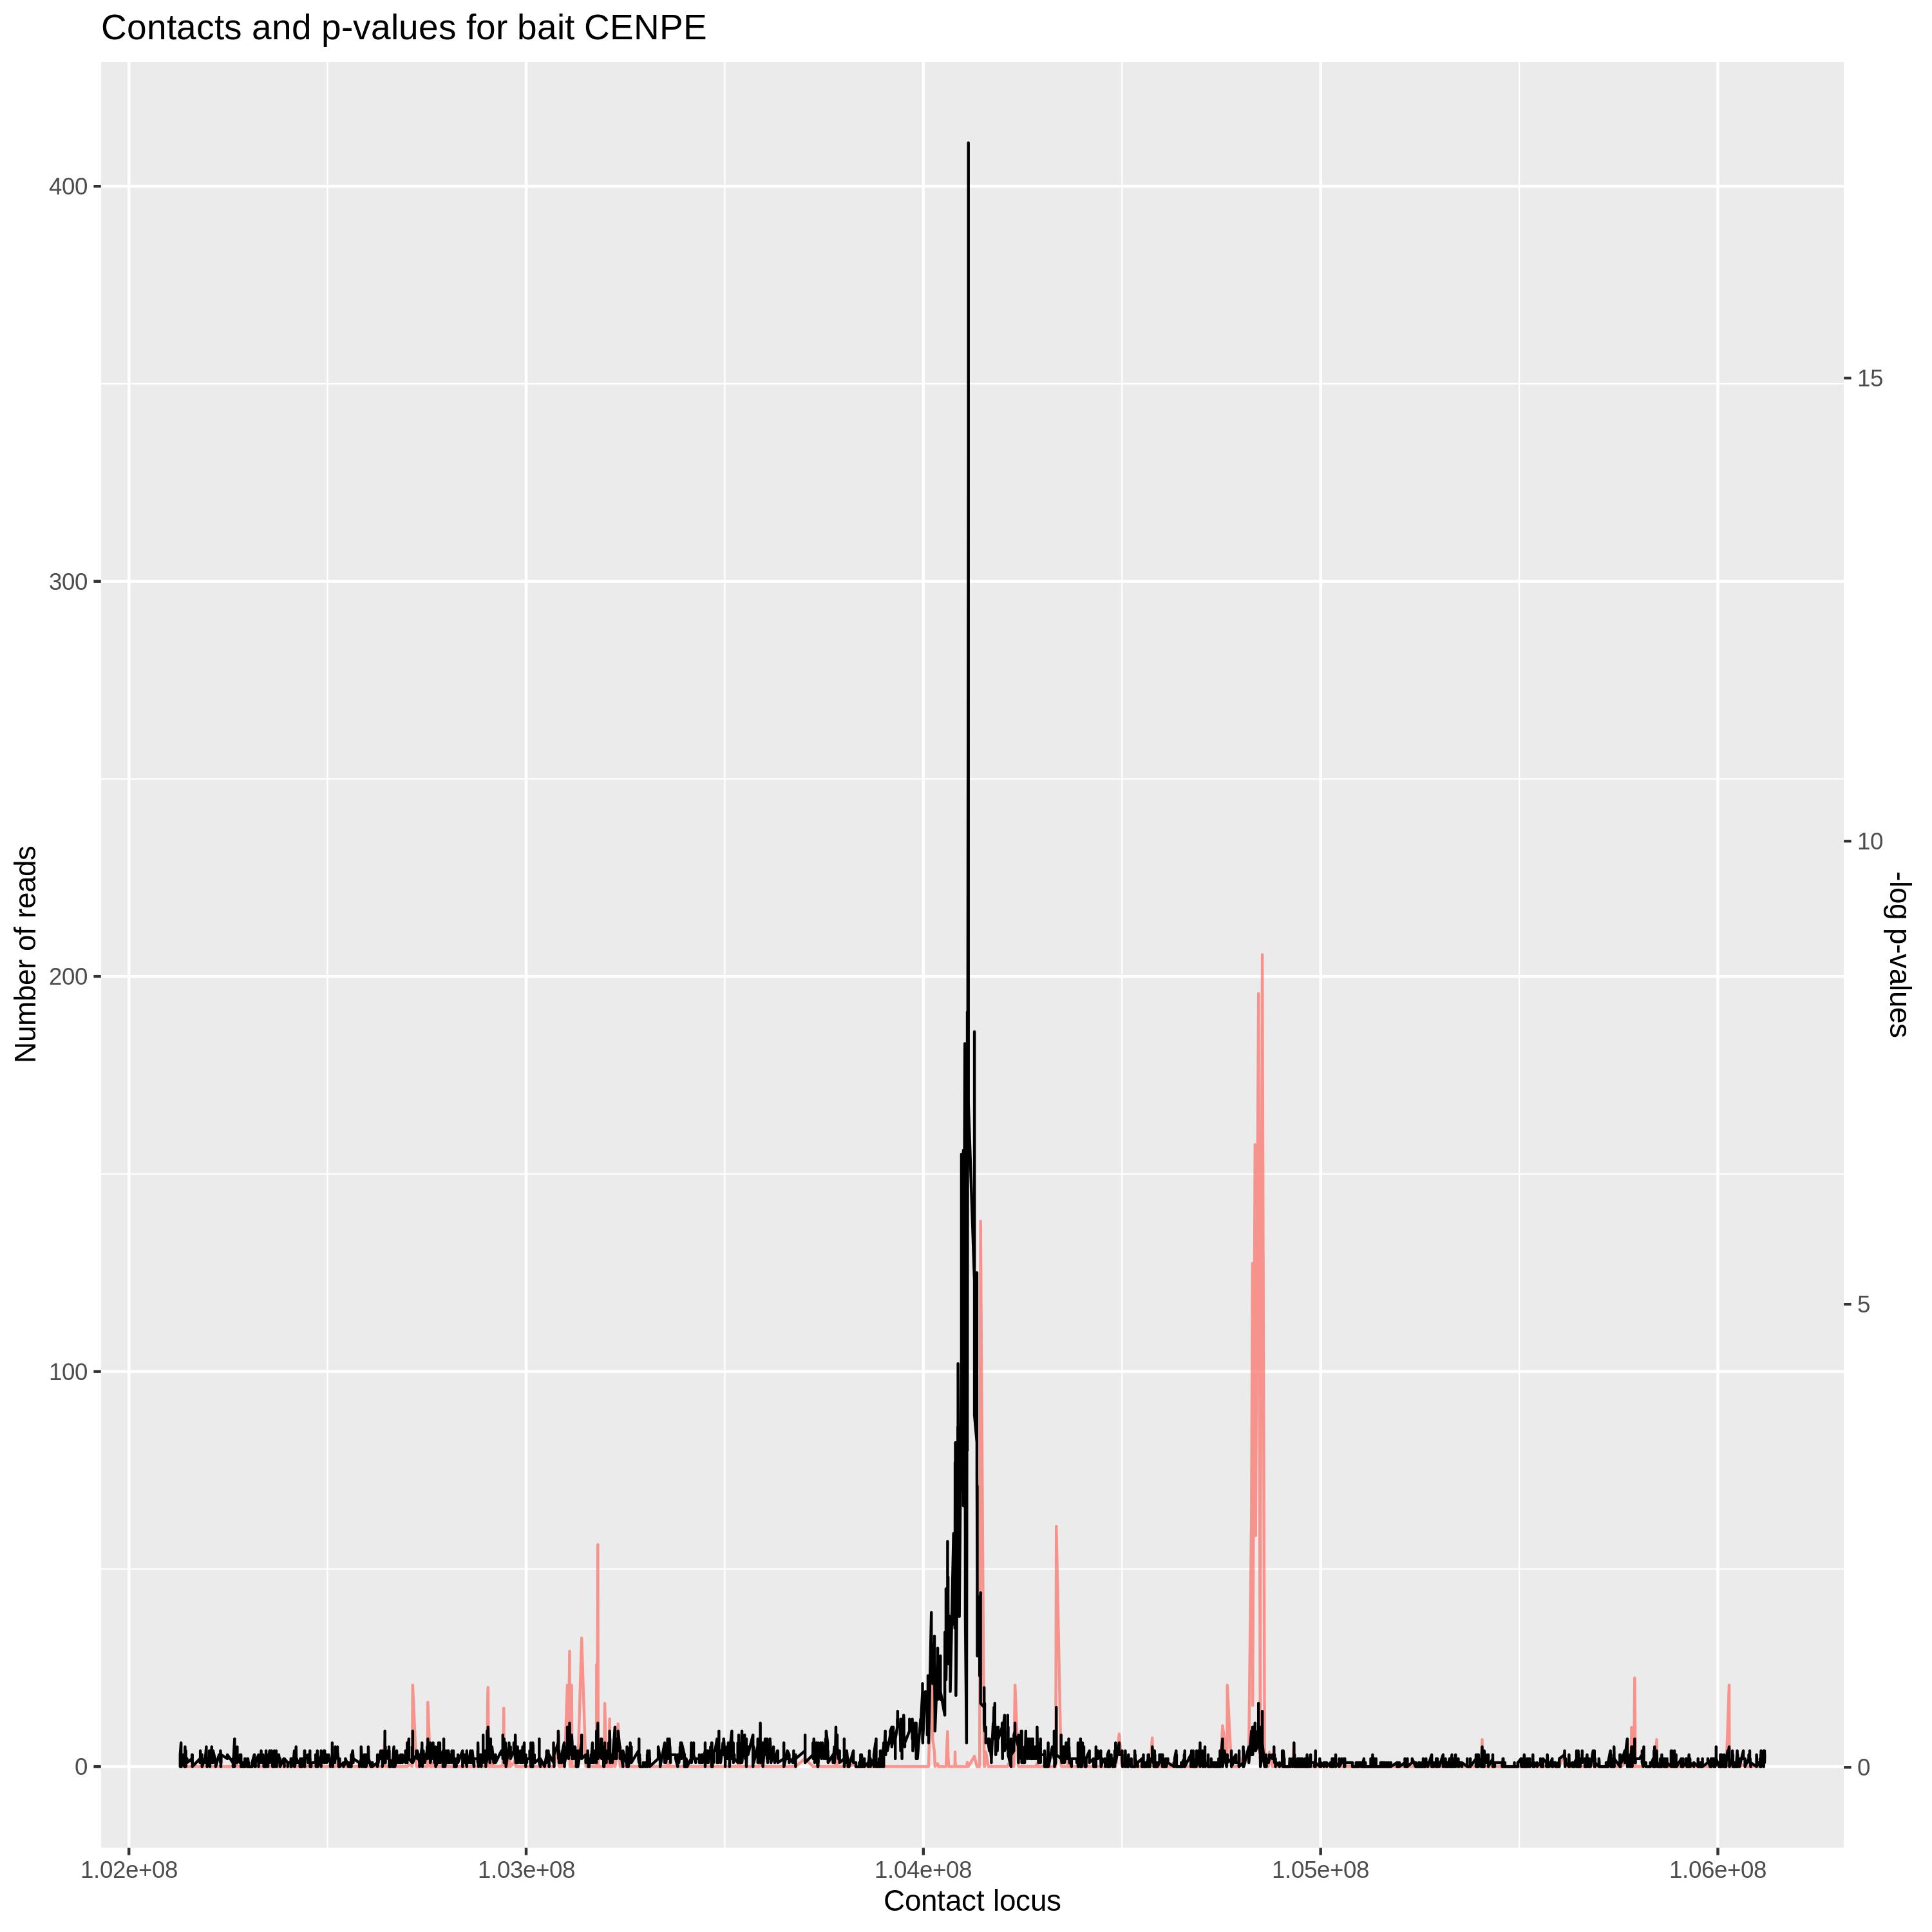 Contacts and p-values for bait CENPE
400
300
200
100
0
Number of reads
15
10
5
0
-log p-values
1.02e+08
1.03e+08
1.04e+08
1.05e+08
1.06e+08
Contact locus